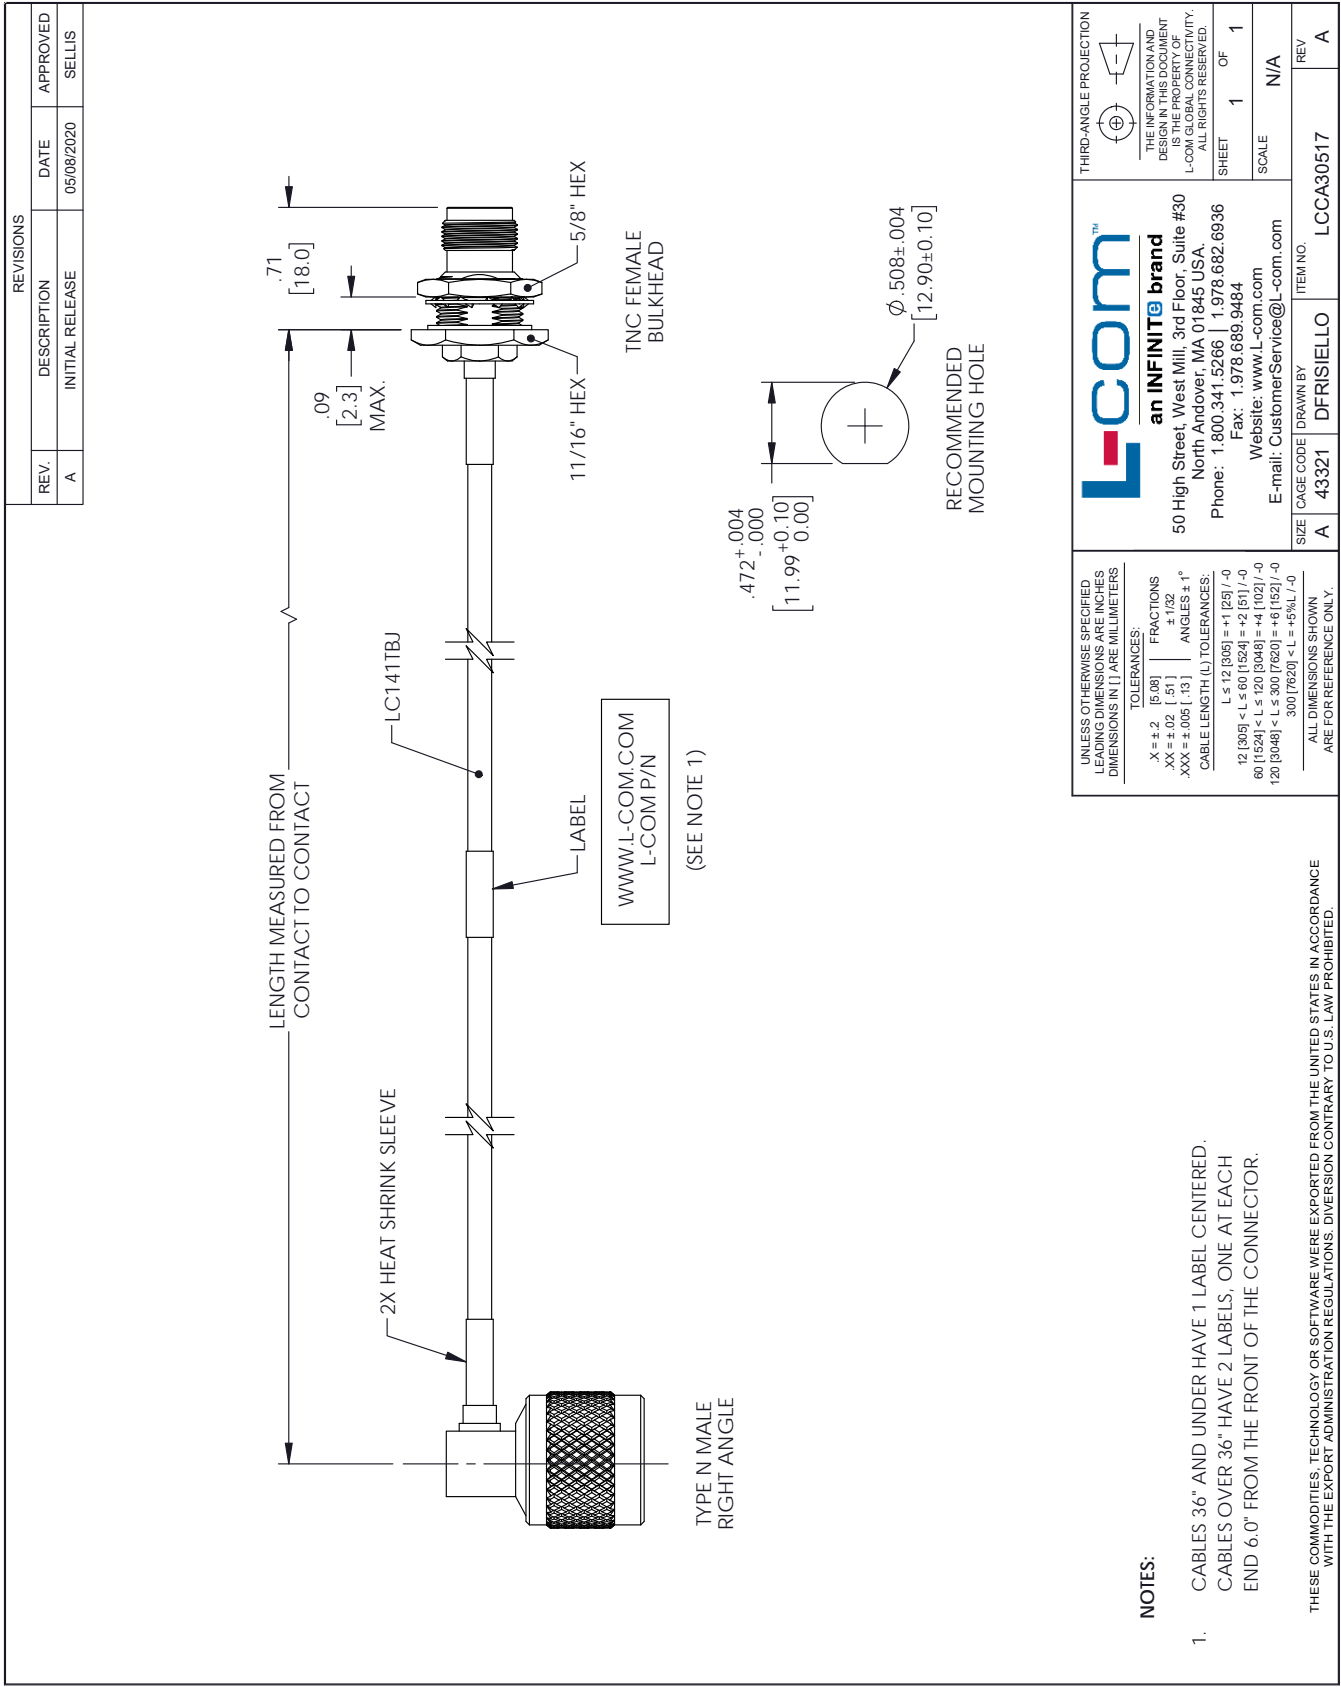 REVISIONS
REV.
DESCRIPTION
DATE
APPROVED
A
INITIAL RELEASE
05/08/2020
SELLIS
LENGTH MEASURED FROM
CONTACT TO CONTACT
.71
[18.0]
.09
[2.3]
MAX.
2X HEAT SHRINK SLEEVE
LC141TBJ
LABEL
WWW.L-COM.COM
L-COM P/N
(SEE NOTE 1)
11/16" HEX
5/8" HEX
TNC FEMALE
BULKHEAD
TYPE N MALE
RIGHT ANGLE
.472 +.004
-.000
[11.99 +0.10]
0.00
Ø.508±.004
[12.90±0.10]
RECOMMENDED
MOUNTING HOLE
NOTES:
1. CABLES 36" AND UNDER HAVE 1 LABEL CENTERED.
CABLES OVER 36" HAVE 2 LABELS, ONE AT EACH
END 6.0" FROM THE FRONT OF THE CONNECTOR.
THESE COMMODITIES, TECHNOLOGY OR SOFTWARE WERE EXPORTED FROM THE UNITED STATES IN ACCORDANCE
WITH THE EXPORT ADMINISTRATION REGULATIONS. DIVERSION CONTRARY TO U.S. LAW PROHIBITED.
UNLESS OTHERWISE SPECIFIED
LEADING DIMENSIONS ARE INCHES
DIMENSIONS IN [ ] ARE MILLIMETERS
TOLERANCES:
.X = ±.2 [5.08] FRACTIONS
.XX = ±.02 [.51] ± 1/32
.XXX = ±.005 [.13] ANGLES ± 1°
CABLE LENGTH (L) TOLERANCES:
L ≤ 12 [305] = +1 [25] / -0
12 [305] < L ≤ 60 [1524] = +2 [51] / -0
60 [1524] < L ≤ 120 [3048] = +4 [102] / -0
120 [3048] < L ≤ 300 [7620] = +6 [152] / -0
300 [7620] < L = +5%L / -0
ALL DIMENSIONS SHOWN
ARE FOR REFERENCE ONLY.
L-com™
an INFINITe brand
50 High Street, West Mill, 3rd Floor, Suite #30
North Andover, MA 01845 USA.
Phone: 1.800.341.5266 | 1.978.682.6936
Fax: 1.978.689.9484
Website: www.L-com.com
E-mail: CustomerService@L-com.com
THIRD-ANGLE PROJECTION
THE INFORMATION AND
DESIGN IN THIS DOCUMENT
IS THE PROPERTY OF
L-COM GLOBAL CONNECTIVITY.
ALL RIGHTS RESERVED.
SHEET 1 OF 1
SCALE N/A
SIZE A
CAGE CODE 43321
DRAWN BY DFRISIELLO
ITEM NO. LCCA30517
REV A